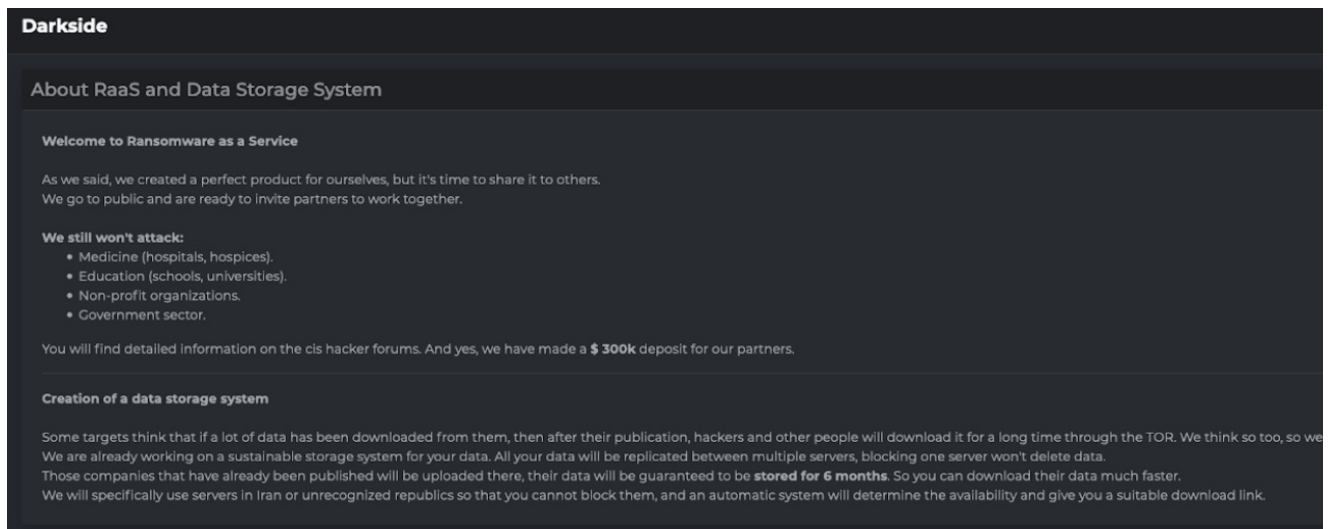 Darkside
About RaaS and Data Storage System
Welcome to Ransomware as a Service
As we said, we created a perfect product for ourselves, but it's time to share it to others.
We go to public and are ready to invite partners to work together.
We still won't attack:
• Medicine (hospitals, hospices).
• Education (schools, universities).
• Non-profit organizations.
• Government sector.
You will find detailed information on the cis hacker forums. And yes, we have made a $ 300k deposit for our partners.
Creation of a data storage system
Some targets think that if a lot of data has been downloaded from them, then after their publication, hackers and other people will download it for a long time through the TOR. We think so too, so we
We are already working on a sustainable storage system for your data. All your data will be replicated between multiple servers, blocking one server won't delete data.
Those companies that have already been published will be uploaded there, their data will be guaranteed to be stored for 6 months. So you can download their data much faster.
We will specifically use servers in Iran or unrecognized republics so that you cannot block them, and an automatic system will determine the availability and give you a suitable download link.